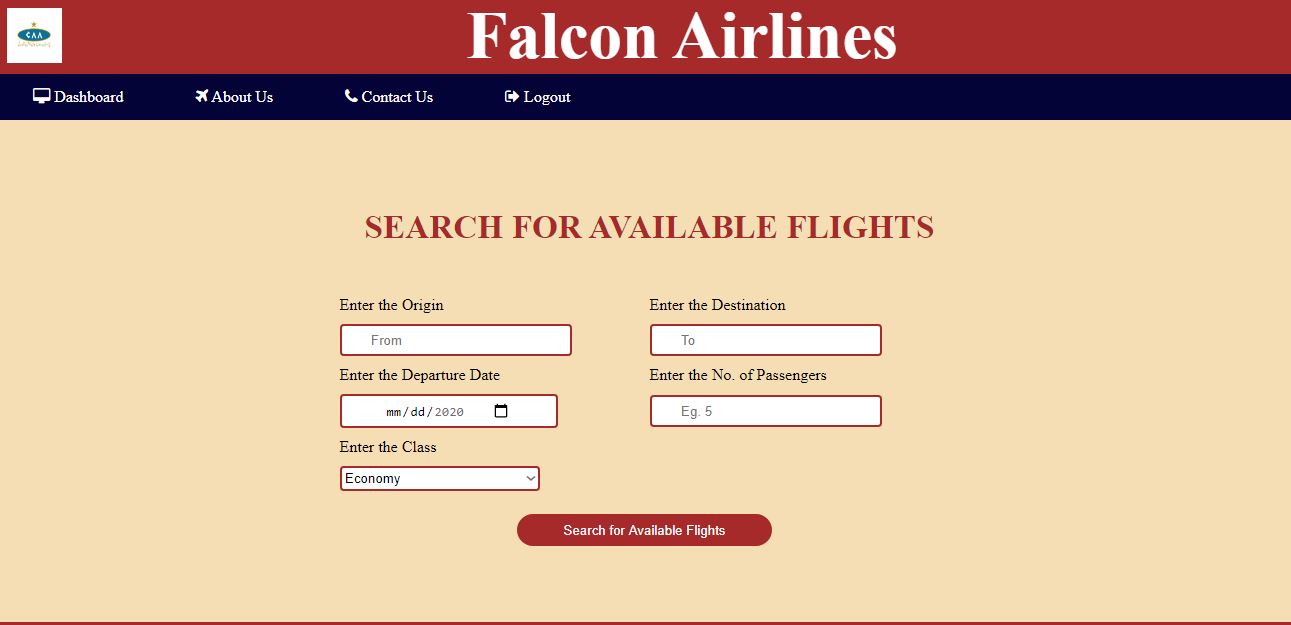 CAA
Falcon Airlines
Dashboard About Us Contact Us Logout
SEARCH FOR AVAILABLE FLIGHTS
Enter the Origin Enter the Destination
From To
Enter the Departure Date Enter the No. of Passengers
mm/dd/2020 Eg. 5
Enter the Class
Economy
Search for Available Flights